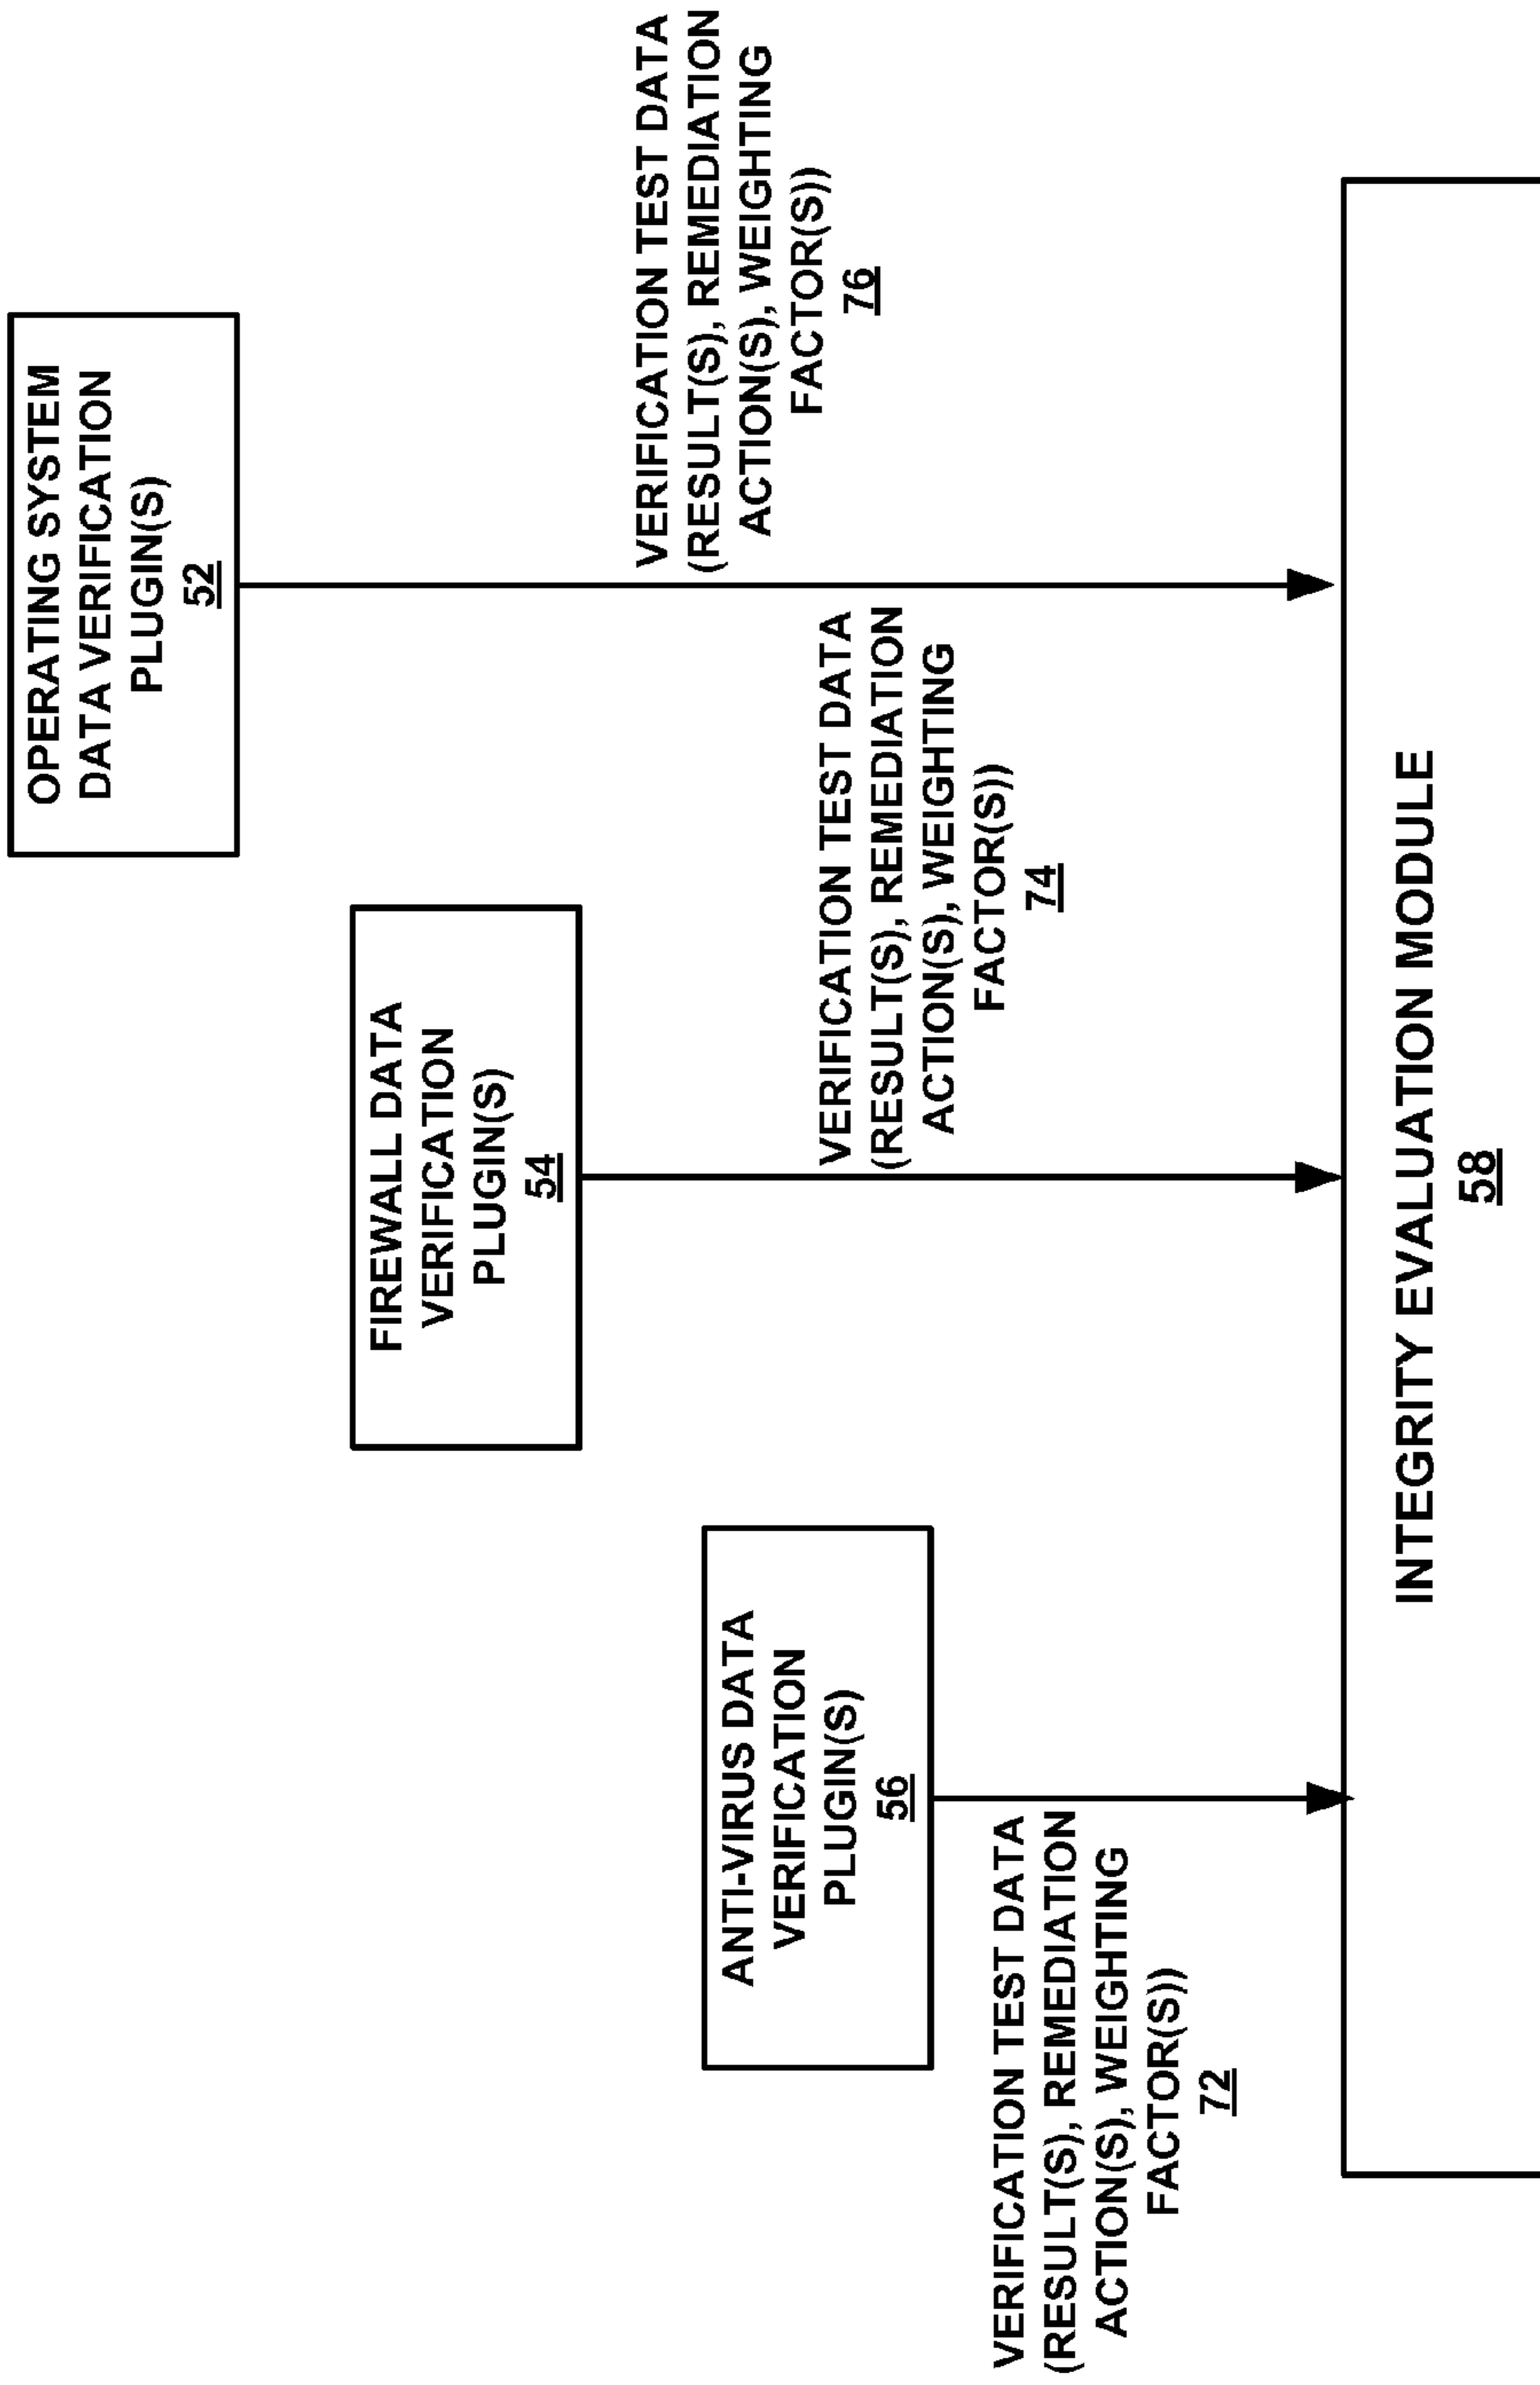 OPERATING SYSTEM
DATA VERIFICATION
PLUGIN(S)
52
FIREWALL DATA
VERIFICATION
PLUGIN(S)
54
ANTI-VIRUS DATA
VERIFICATION
PLUGIN(S)
56
VERIFICATION TEST DATA
(RESULT(S), REMEDIATION
ACTION(S), WEIGHTING
FACTOR(S))
76
VERIFICATION TEST DATA
(RESULT(S), REMEDIATION
ACTION(S), WEIGHTING
FACTOR(S))
74
VERIFICATION TEST DATA
(RESULT(S), REMEDIATION
ACTION(S), WEIGHTING
FACTOR(S))
72
INTEGRITY EVALUATION MODULE
58